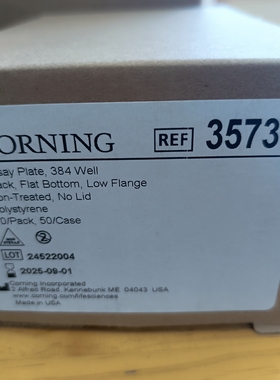 ORNING REF 3573
say Plate, 384 Well
ack, Flat Bottom, Low Flange
on-Treated, No Lid
olystyrene
0/Pack, 50/Case
LOT 24522004
2025-09-01
Corning Incorporated
2 Alfred Road, Kennebunk ME 04043 USA
www.corning.com/lifesciences
Made in USA